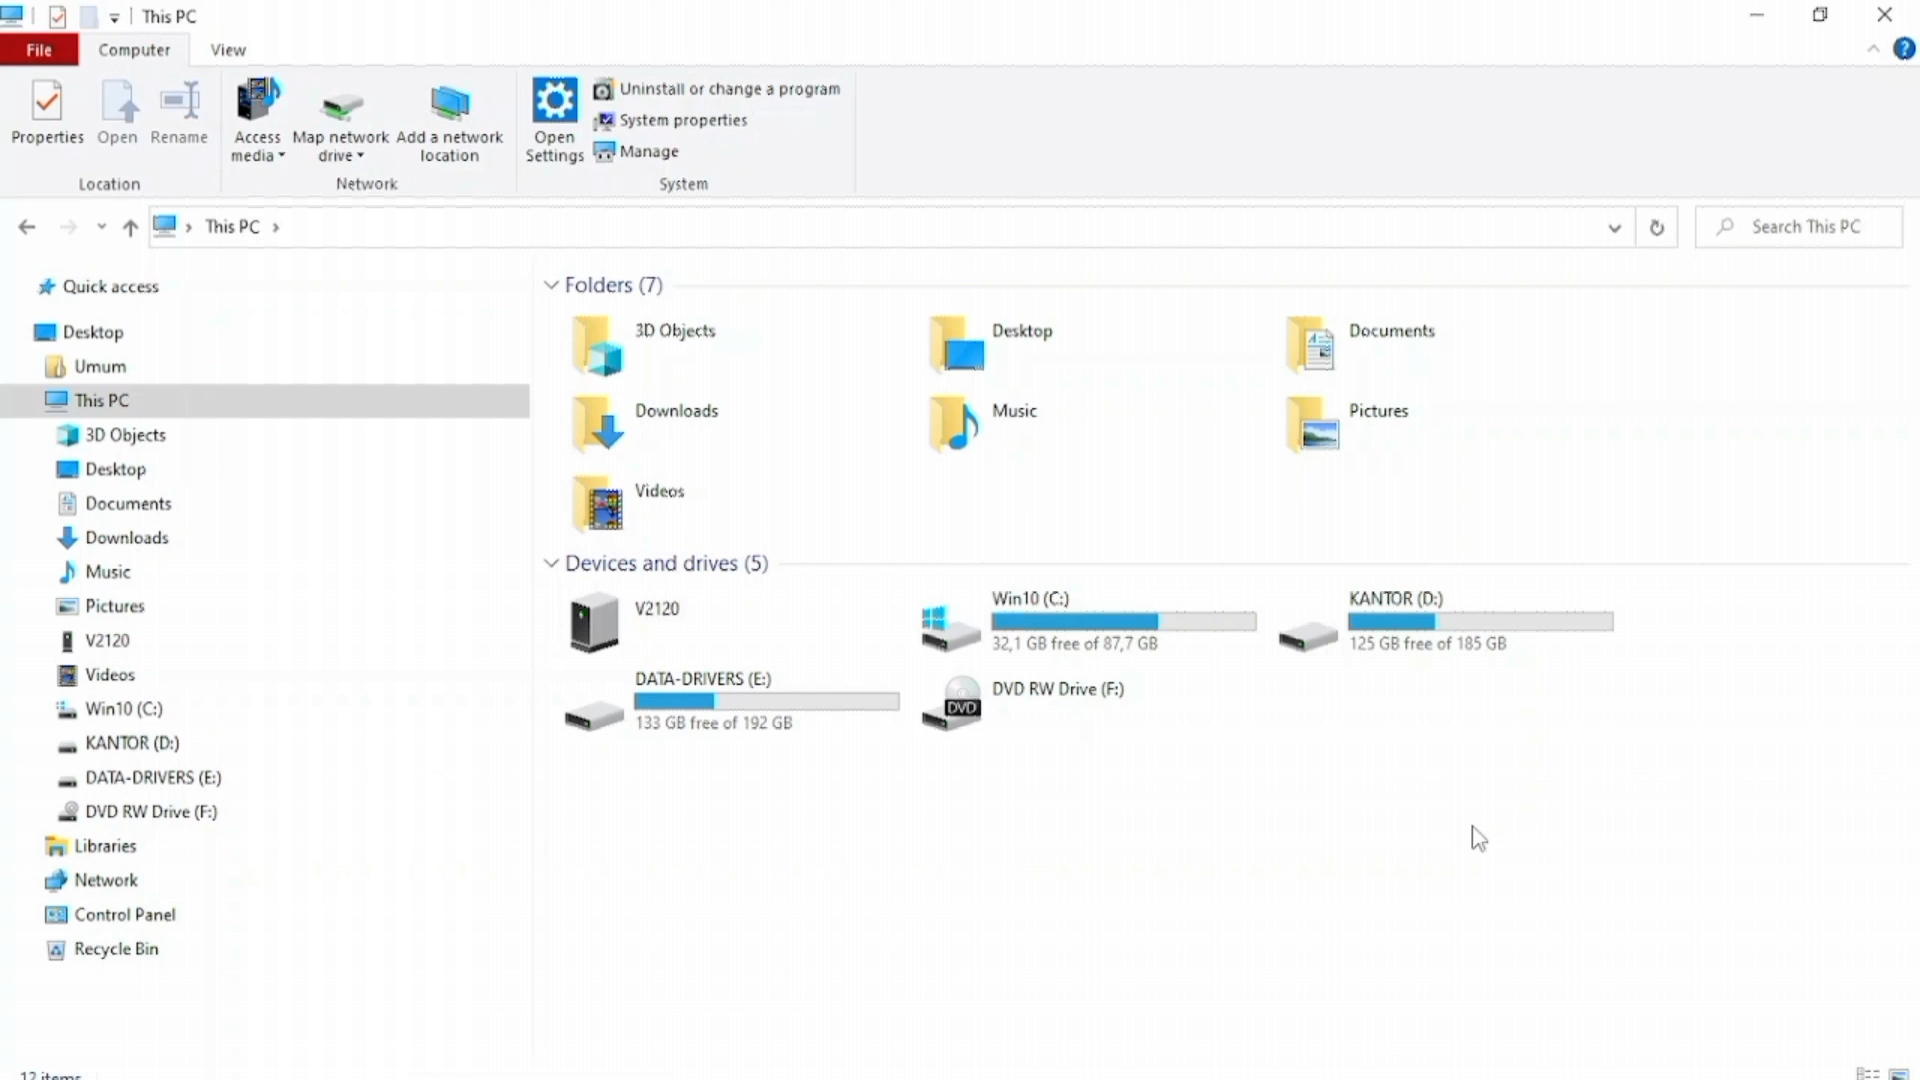 This PC
File
Computer
View
Properties
Open
Rename
Access
media
Map network
drive
Add a network
location
Open
Settings
Uninstall or change a program
System properties
Manage
Location
Network
System
This PC
Search This PC
Quick access
Desktop
Umum
This PC
3D Objects
Desktop
Documents
Downloads
Music
Pictures
V2120
Videos
Win10 (C:)
KANTOR (D:)
DATA-DRIVERS (E:)
DVD RW Drive (F:)
Libraries
Network
Control Panel
Recycle Bin
Folders (7)
3D Objects
Desktop
Documents
Downloads
Music
Pictures
Videos
Devices and drives (5)
V2120
Win10 (C:)
32,1 GB free of 87,7 GB
KANTOR (D:)
125 GB free of 185 GB
DATA-DRIVERS (E:)
133 GB free of 192 GB
DVD
DVD RW Drive (F:)
12 items